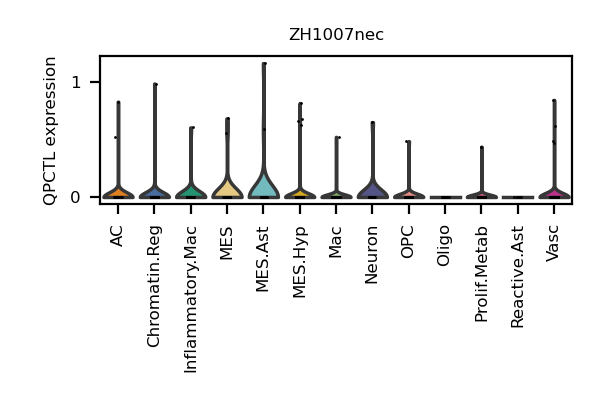 ZH1007nec
QPCTL expression
1
0
AC
Chromatin.Reg
Inflammatory.Mac
MES
MES.Ast
MES.Hyp
Mac
Neuron
OPC
Oligo
Prolif.Metab
Reactive.Ast
Vasc